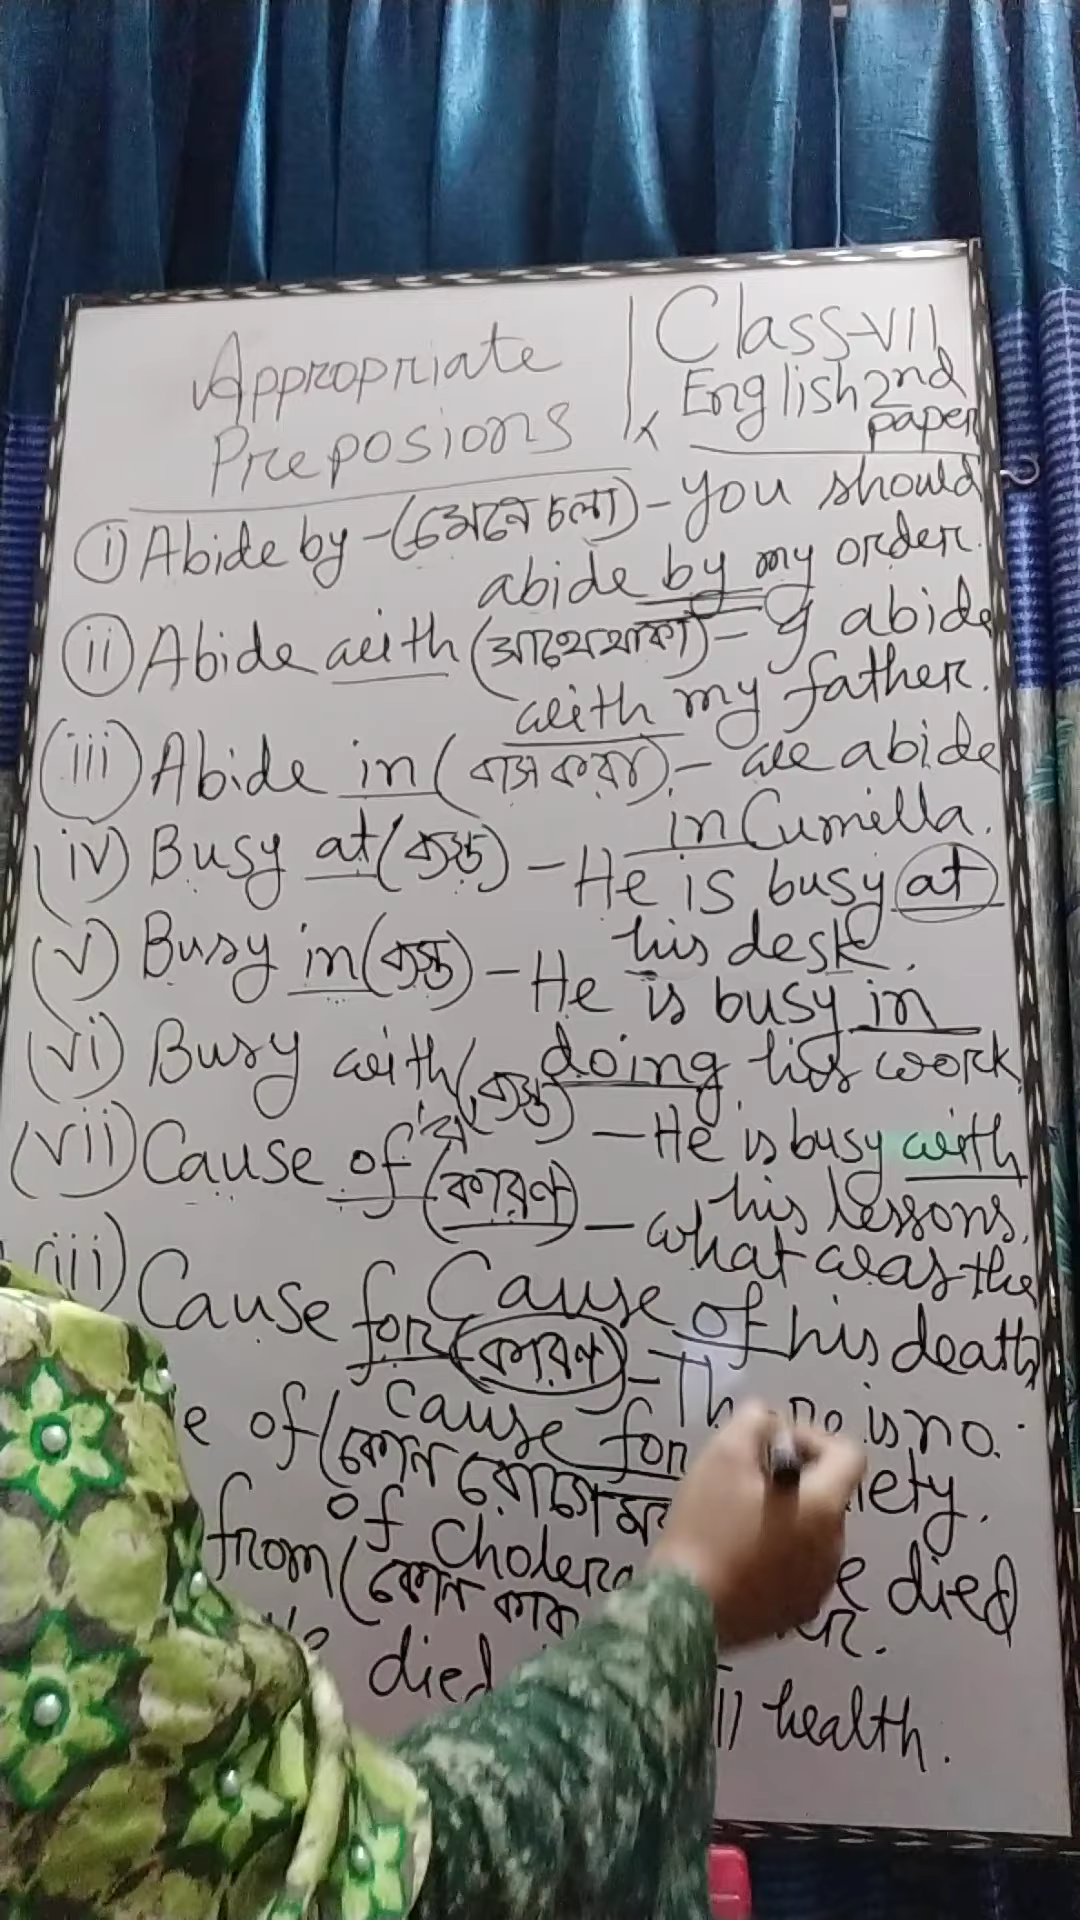 Appropriate
Preposions
Class-VII
English 2nd
paper
(i) Abide by - (মেনে চলা) - you should
abide by my order.
(ii) Abide with (সাথে থাকা) - I abide
with my father.
(iii) Abide in (বাস করা) - we abide
in Cumilla.
(iv) Busy at (ব্যস্ত) - He is busy at
his desk.
(v) Busy in (ব্যস্ত) - He is busy in
doing his work.
(vi) Busy with (ব্যস্ত) - He is busy with
his lessons.
(vii) Cause of (কারণ) - what was the
Cause of his death
iii) Cause for (কারণ) - is no
cause for iety.
e of (কোন রোগে
e died
of Cholera
from (কোন
died ill health.